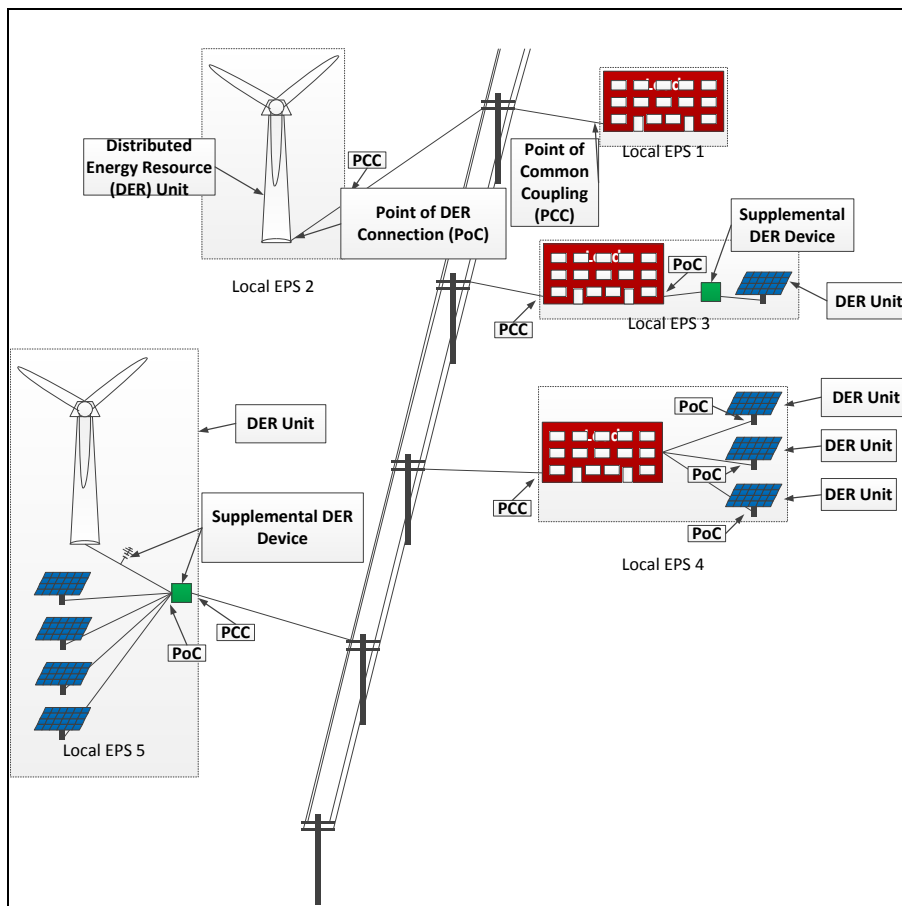 Local EPS 1
Distributed
Energy Resource
(DER) Unit
PCC
Point of
Common
Coupling
(PCC)
Point of DER
Connection (PoC)
Supplemental
DER Device
Local EPS 2
PoC
DER Unit
PCC
Local EPS 3
DER Unit
PoC
DER Unit
DER Unit
PoC
PCC
DER Unit
PoC
Local EPS 4
Supplemental DER
Device
PCC
PoC
Local EPS 5